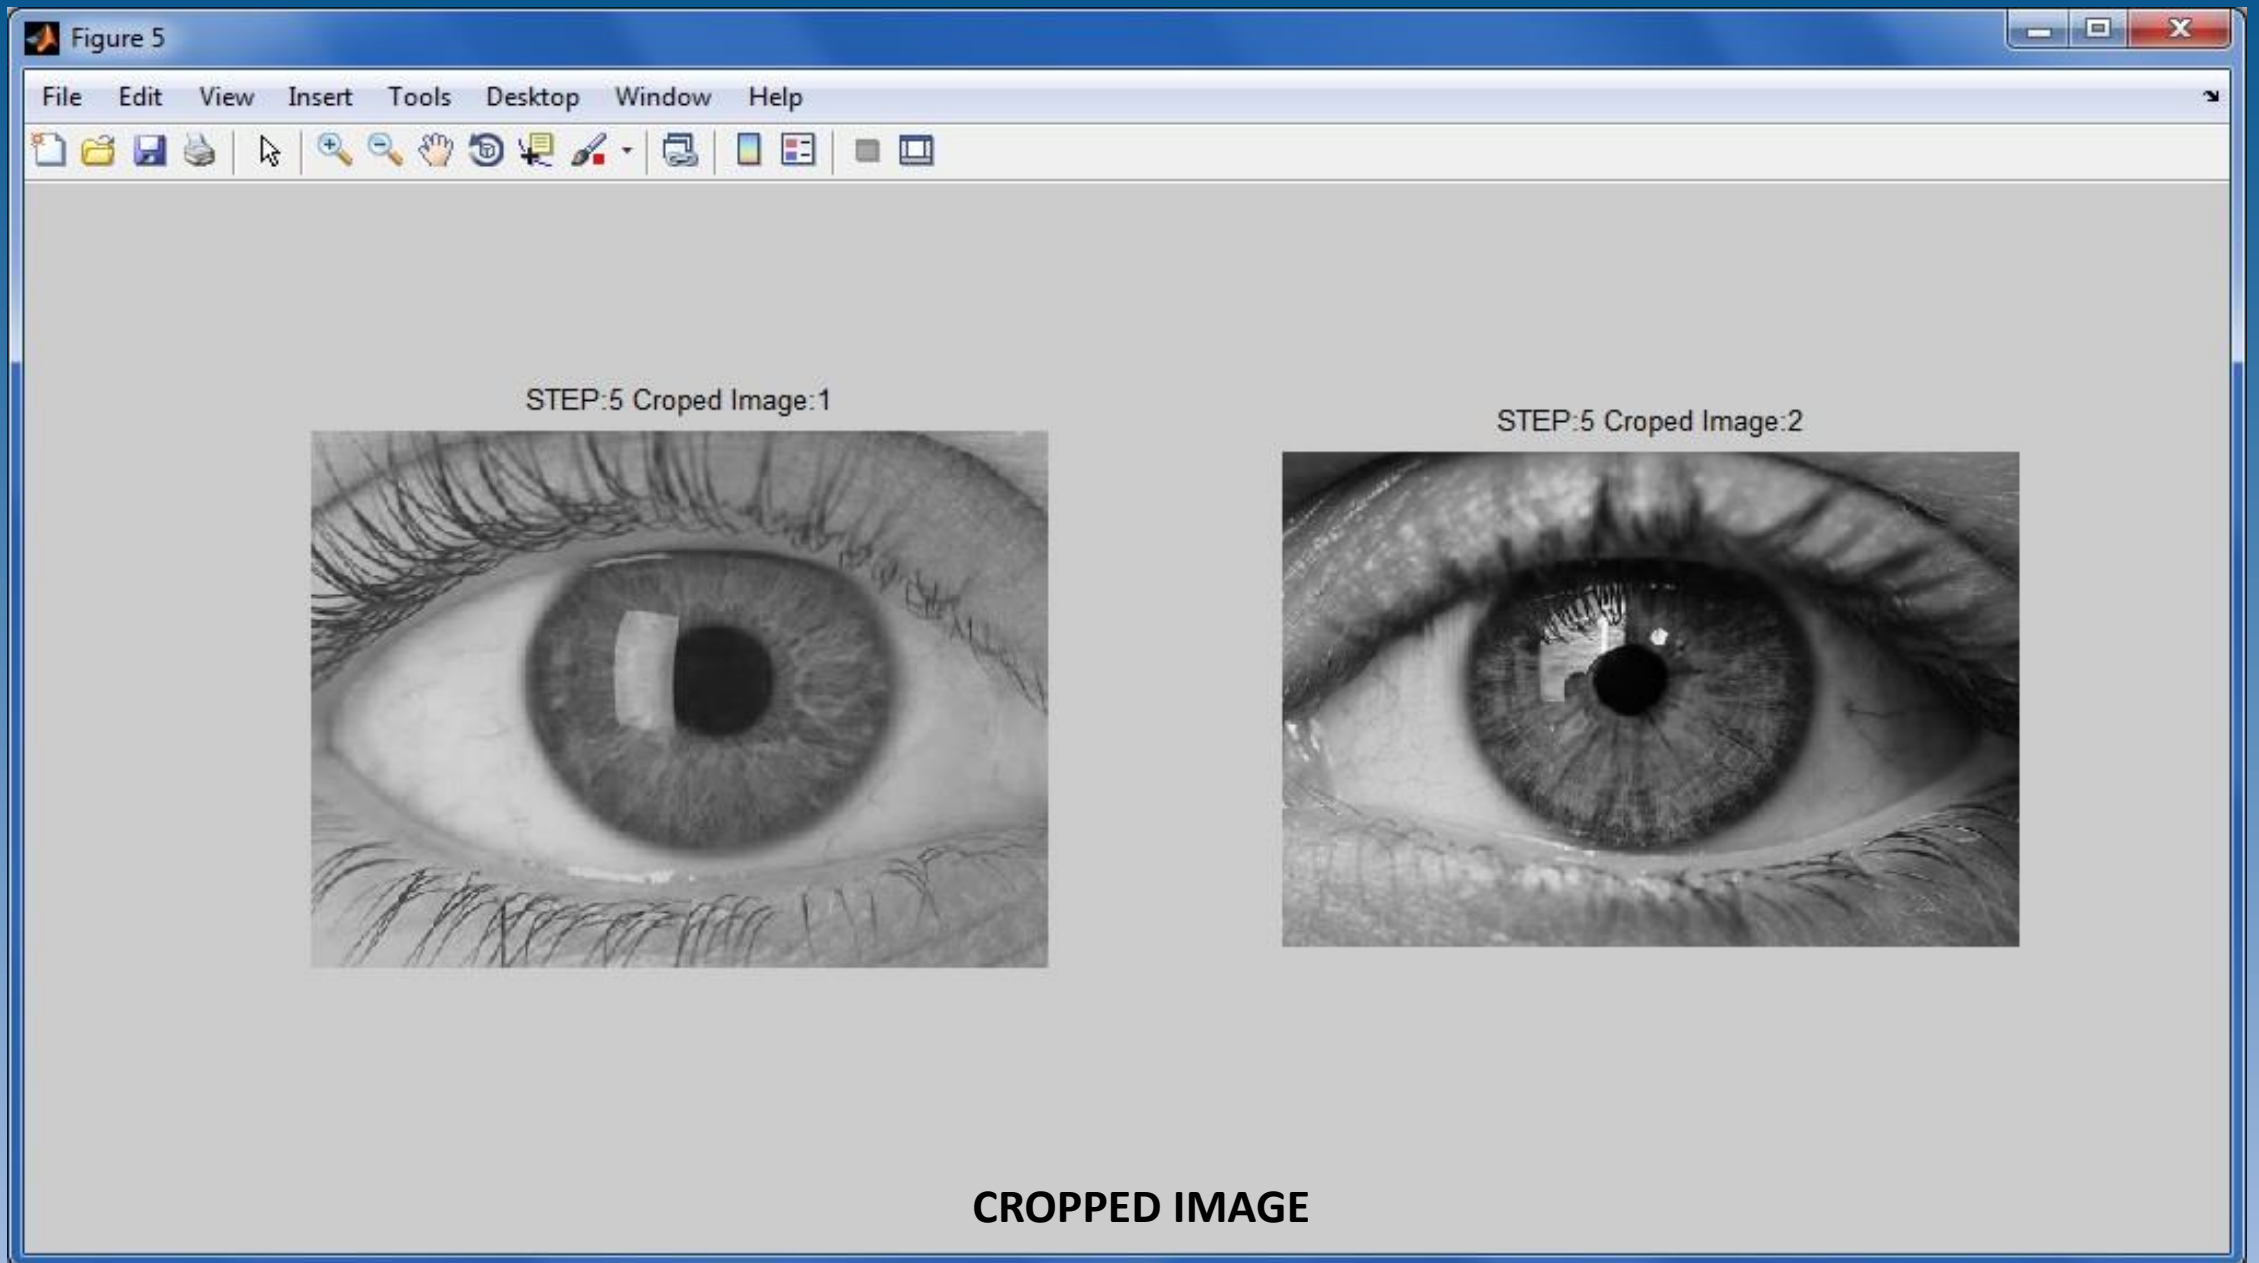 Figure 5
File Edit View Insert Tools Desktop Window Help
STEP:5 Croped Image:1
STEP:5 Croped Image:2
CROPPED IMAGE